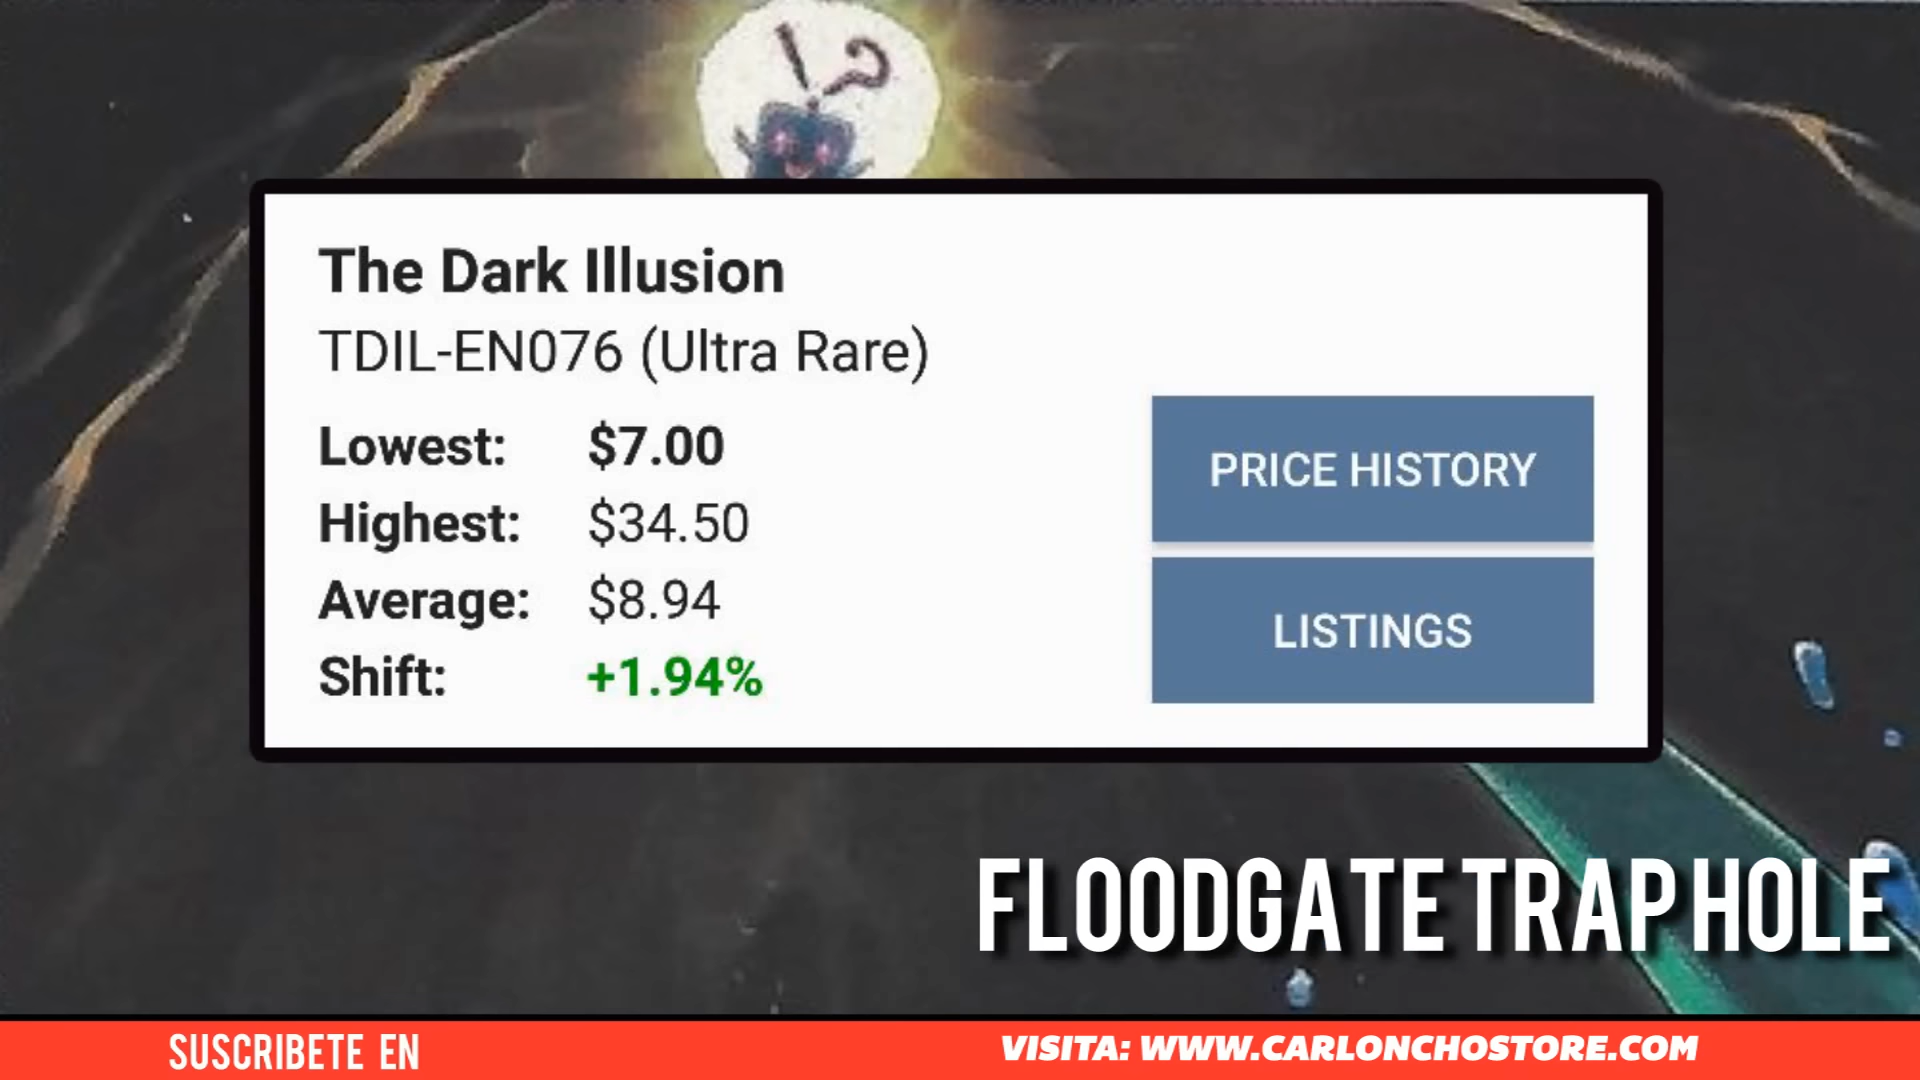 !?
The Dark Illusion
TDIL-EN076 (Ultra Rare)
Lowest: $7.00
Highest: $34.50
Average: $8.94
Shift: +1.94%
PRICE HISTORY
LISTINGS
FLOODGATE TRAP HOLE
SUSCRIBETE EN
VISITA: WWW.CARLONCHOSTORE.COM